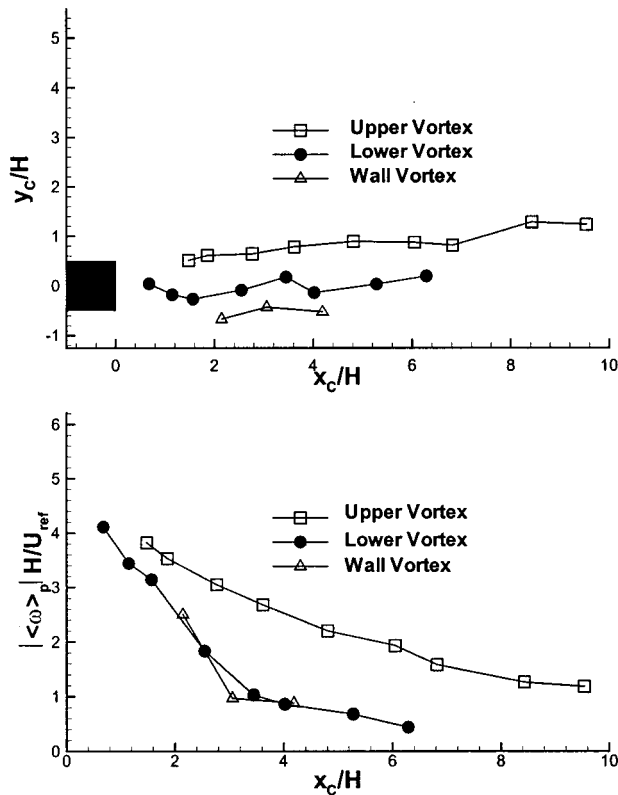 5
4
3
2
1
0
-1
y_C/H
Upper Vortex
Lower Vortex
Wall Vortex
0 2 4 6 8 10
x_C/H
6
5
4
3
2
1
0
|<ω>_p| H/U_ref
Upper Vortex
Lower Vortex
Wall Vortex
0 2 4 6 8 10
x_C/H